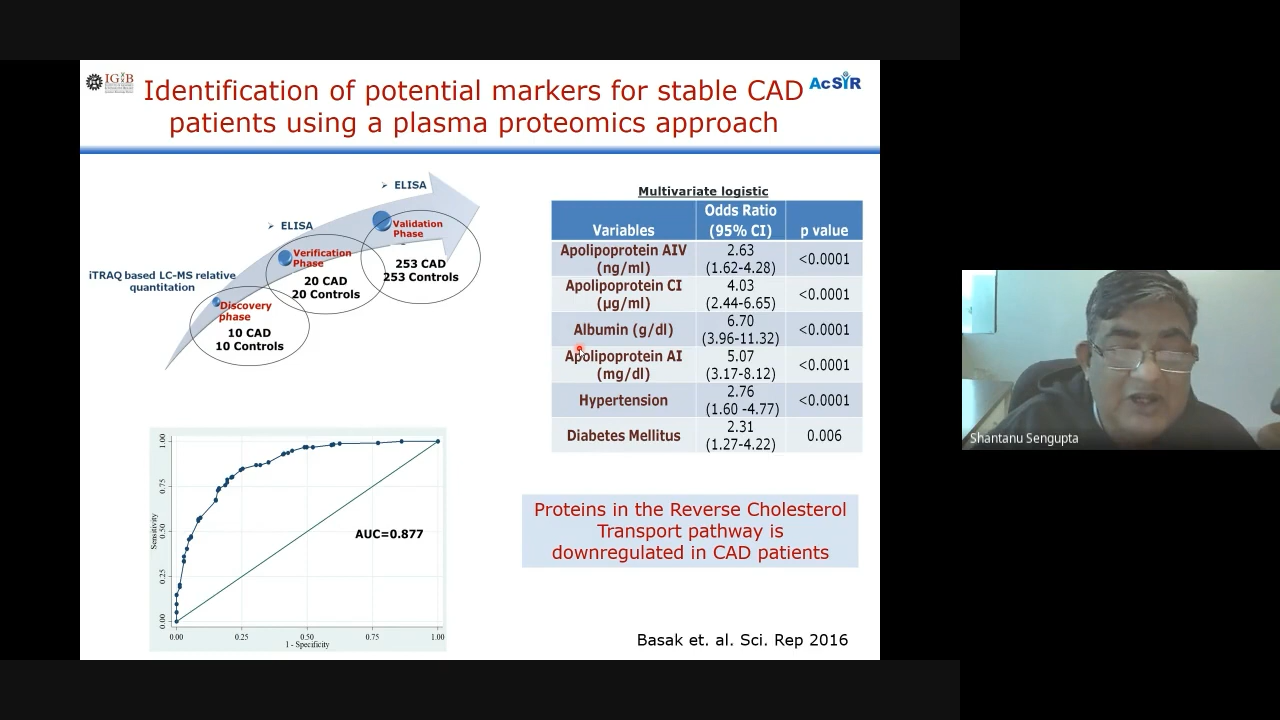 IGIB
Identification of potential markers for stable CAD
patients using a plasma proteomics approach
AcSIR
➢ ELISA
➢ ELISA
Validation
Phase
253 CAD
253 Controls
Verification
Phase
20 CAD
20 Controls
iTRAQ based LC-MS relative
quantitation
Discovery
phase
10 CAD
10 Controls
Multivariate logistic
Variables Odds Ratio (95% CI) p value
Apolipoprotein AIV (ng/ml) 2.63 (1.62-4.28) <0.0001
Apolipoprotein CI (µg/ml) 4.03 (2.44-6.65) <0.0001
Albumin (g/dl) 6.70 (3.96-11.32) <0.0001
Apolipoprotein AI (mg/dl) 5.07 (3.17-8.12) <0.0001
Hypertension 2.76 (1.60 -4.77) <0.0001
Diabetes Mellitus 2.31 (1.27-4.22) 0.006
Sensitivity
1.00
0.75
0.50
0.25
0.00
AUC=0.877
0.00 0.25 0.50 0.75 1.00
1 - Specificity
Proteins in the Reverse Cholesterol
Transport pathway is
downregulated in CAD patients
Basak et. al. Sci. Rep 2016
Shantanu Sengupta